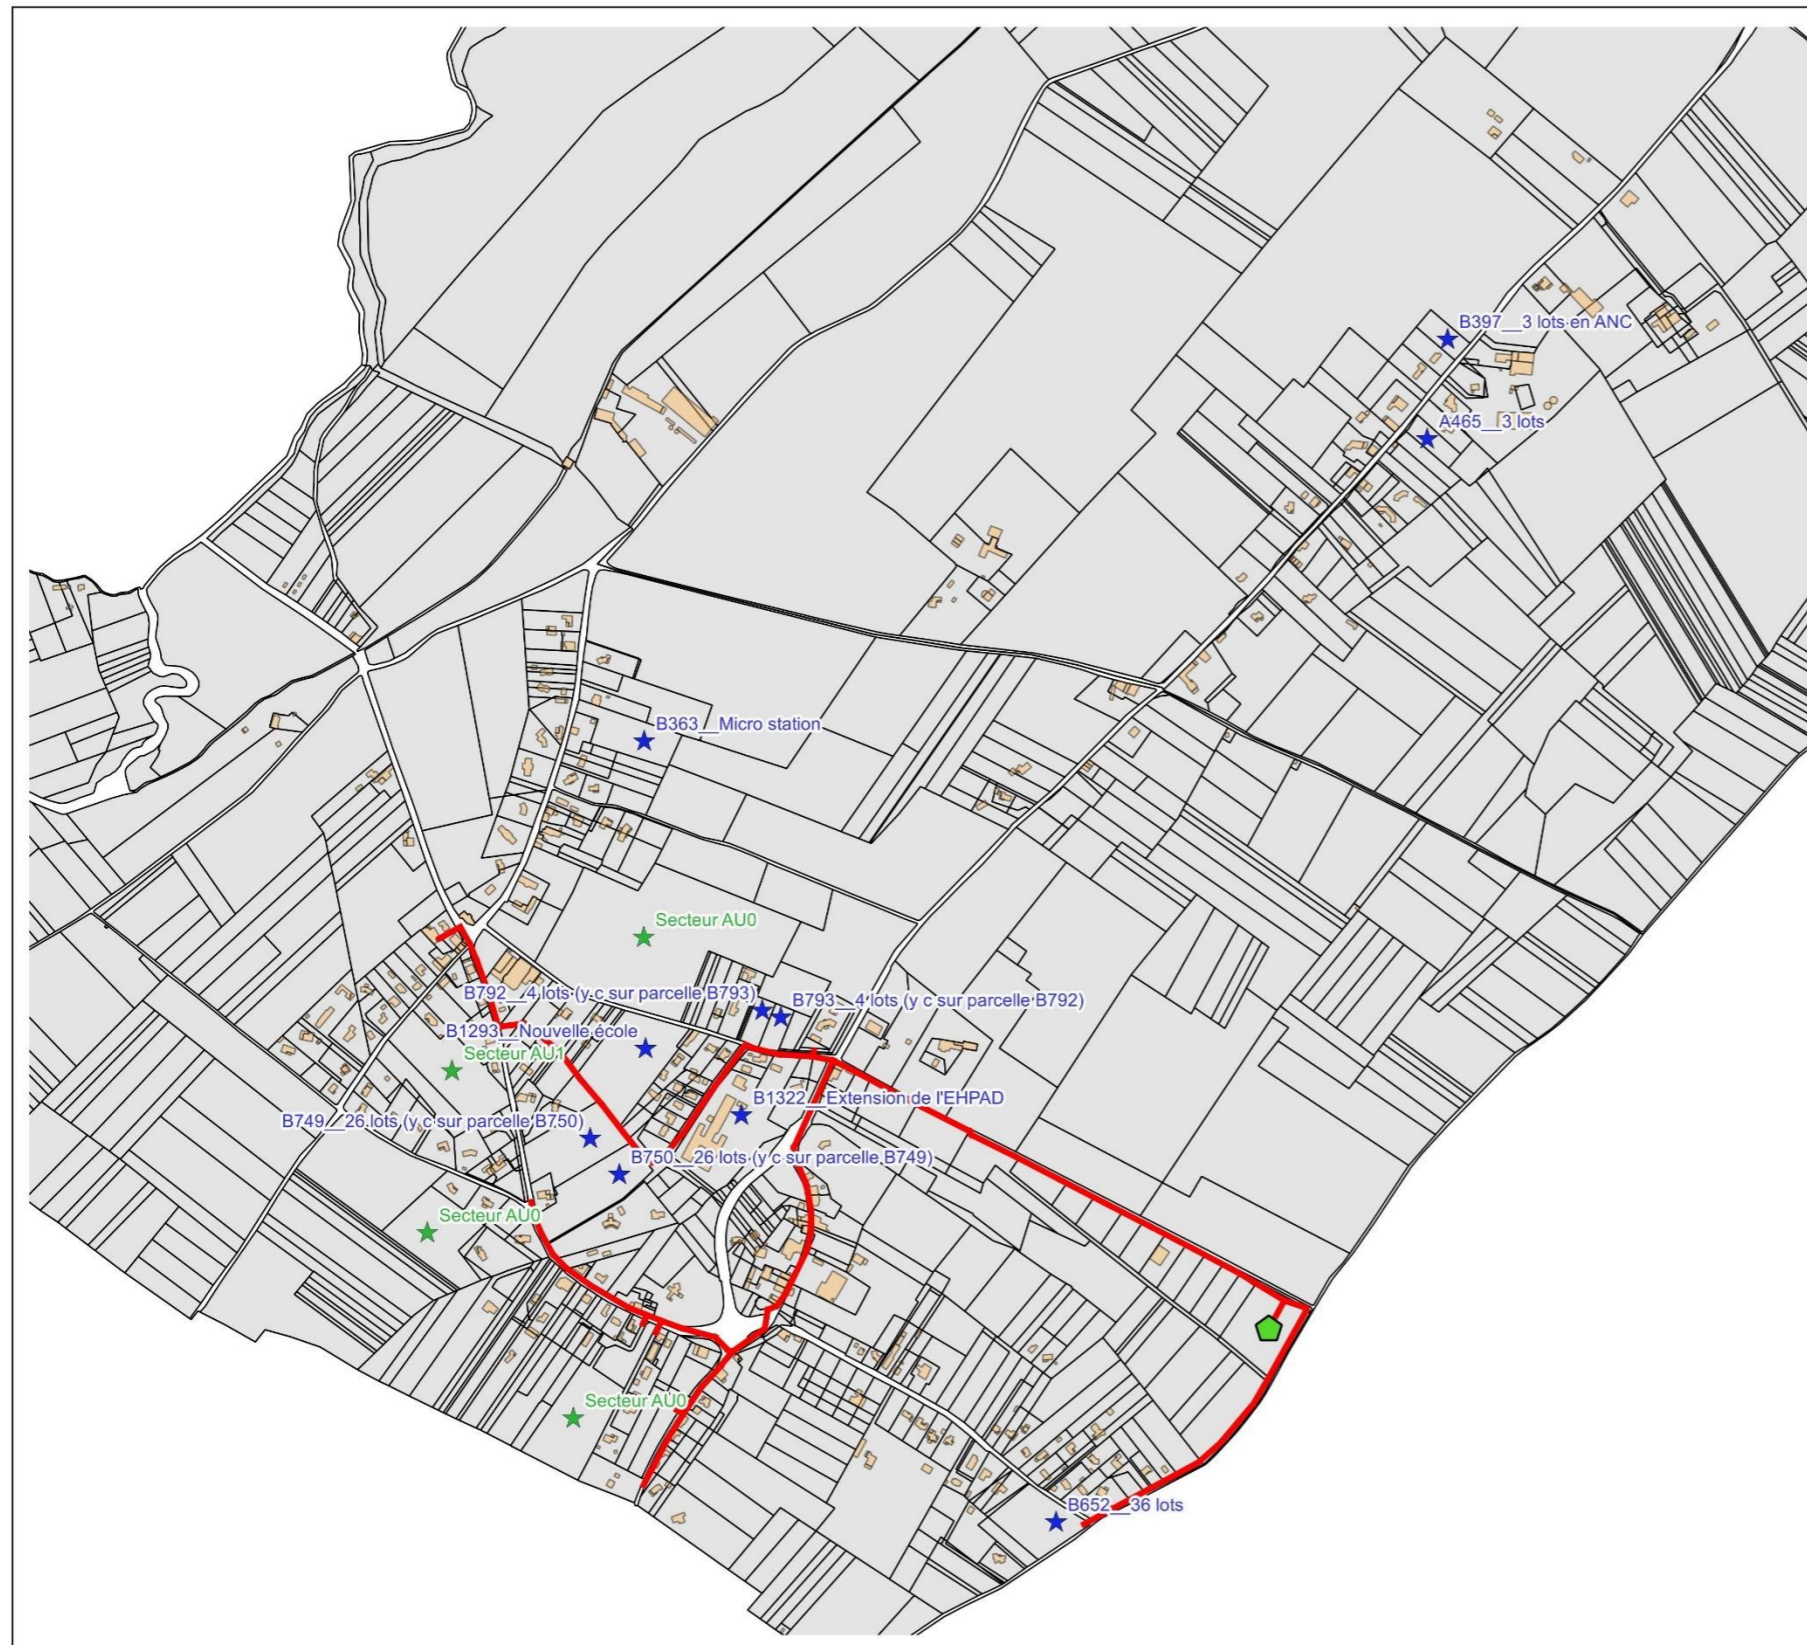 B397__3 lots en ANC
A465__3 lots
B363__Micro station
Secteur AU0
B792__4 lots (y c sur parcelle B793)
B793__4 lots (y c sur parcelle B792)
B1293__Nouvelle école
Secteur AU1
B1322__Extension de l'EHPAD
B749__26 lots (y c sur parcelle B750)
B750__26 lots (y c sur parcelle B749)
Secteur AU0
Secteur AU0
B652__36 lots